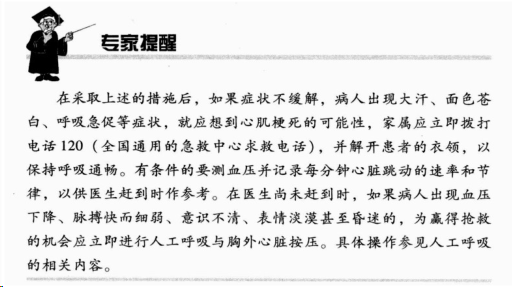 专家提醒
在采取上述的措施后，如果症状不缓解，病人出现大汗、面色苍
白、呼吸急促等症状，就应想到心肌梗死的可能性，家属应立即拨打
电话120（全国通用的急救中心求救电话），并解开患者的衣领，以
保持呼吸通畅。有条件的要测血压并记录每分钟心脏跳动的速率和节
律，以供医生赶到时作参考。在医生尚未赶到时，如果病人出现血压
下降、脉搏快而细弱、意识不清、表情淡漠甚至昏迷的，为赢得抢救
的机会应立即进行人工呼吸与胸外心脏按压。具体操作参见人工呼吸
的相关内容。